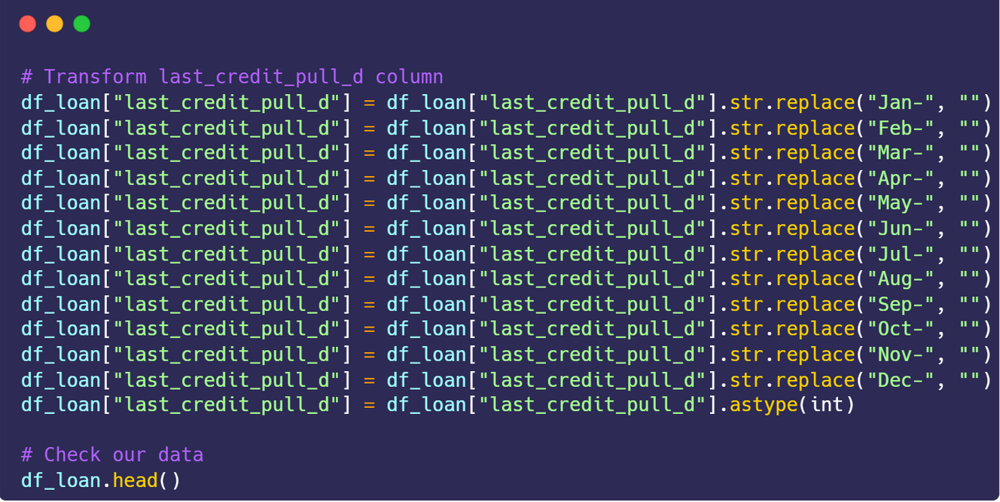 # Transform last_credit_pull_d column
df_loan["last_credit_pull_d"] = df_loan["last_credit_pull_d"].str.replace("Jan-", "")
df_loan["last_credit_pull_d"] = df_loan["last_credit_pull_d"].str.replace("Feb-", "")
df_loan["last_credit_pull_d"] = df_loan["last_credit_pull_d"].str.replace("Mar-", "")
df_loan["last_credit_pull_d"] = df_loan["last_credit_pull_d"].str.replace("Apr-", "")
df_loan["last_credit_pull_d"] = df_loan["last_credit_pull_d"].str.replace("May-", "")
df_loan["last_credit_pull_d"] = df_loan["last_credit_pull_d"].str.replace("Jun-", "")
df_loan["last_credit_pull_d"] = df_loan["last_credit_pull_d"].str.replace("Jul-", "")
df_loan["last_credit_pull_d"] = df_loan["last_credit_pull_d"].str.replace("Aug-", "")
df_loan["last_credit_pull_d"] = df_loan["last_credit_pull_d"].str.replace("Sep-", "")
df_loan["last_credit_pull_d"] = df_loan["last_credit_pull_d"].str.replace("Oct-", "")
df_loan["last_credit_pull_d"] = df_loan["last_credit_pull_d"].str.replace("Nov-", "")
df_loan["last_credit_pull_d"] = df_loan["last_credit_pull_d"].str.replace("Dec-", "")
df_loan["last_credit_pull_d"] = df_loan["last_credit_pull_d"].astype(int)
# Check our data
df_loan.head()